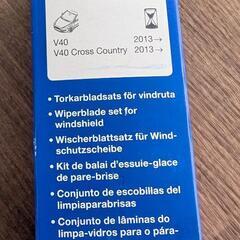 V40 2013→
V40 Cross Country 2013→
• Torkarbladsats för vindruta
• Wiperblade set for
windshield
• Wischerblattsatz für Wind-
schutzscheibe
• Kit de balai d'essuie-glace
de pare-brise
• Conjunto de escobillas del
limpiaparabrisas
• Conjunto de lâminas do
limpa-vidros para o pára-